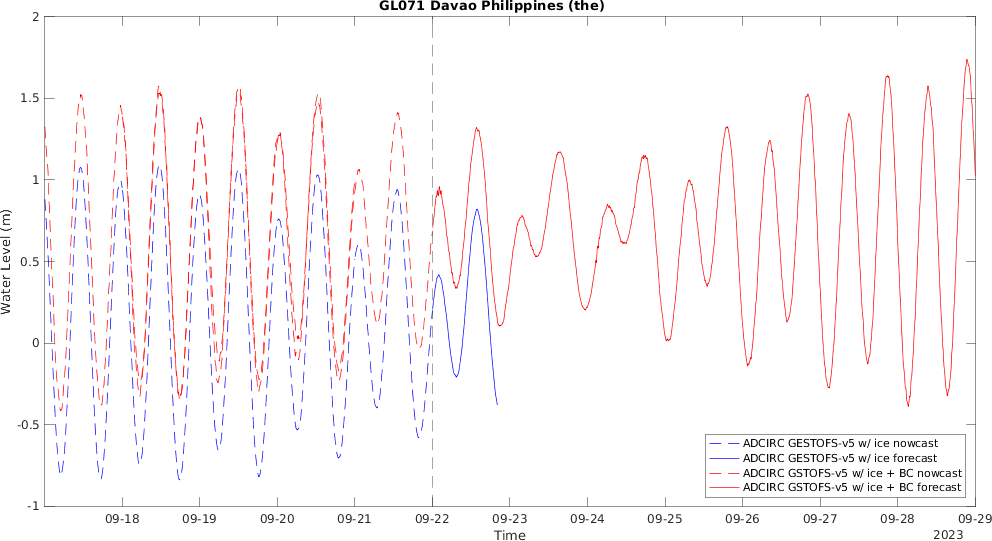 GL071 Davao Philippines (the)
2
1.5
1
0.5
0
-0.5
-1
Water Level (m)
09-18 09-19 09-20 09-21 09-22 09-23 09-24 09-25 09-26 09-27 09-28 09-29
Time
2023
ADCIRC GESTOFS-v5 w/ ice nowcast
ADCIRC GESTOFS-v5 w/ ice forecast
ADCIRC GSTOFS-v5 w/ ice + BC nowcast
ADCIRC GSTOFS-v5 w/ ice + BC forecast